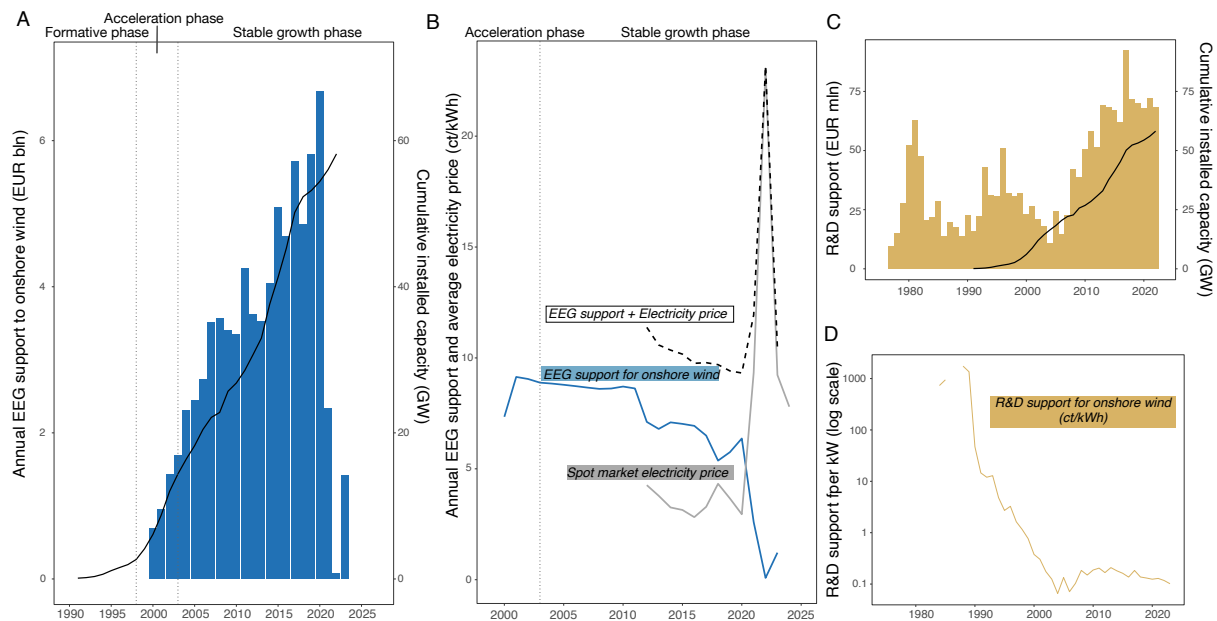 A
Acceleration phase
Formative phase
Stable growth phase
Annual EEG support to onshore wind (EUR bln)
6
4
2
0
60
40
20
0
Cumulative installed capacity (GW)
1990 1995 2000 2005 2010 2015 2020 2025
B
Acceleration phase
Stable growth phase
Annual EEG support and average electricity price (ct/kWh)
20
15
10
5
0
EEG support + Electricity price
EEG support for onshore wind
Spot market electricity price
2000 2005 2010 2015 2020 2025
C
R&D support (EUR mln)
75
50
25
0
75
50
25
0
Cumulative installed capacity (GW)
1980 1990 2000 2010 2020
D
R&D support fper kW (log scale)
1000
100
10
1
0.1
R&D support for onshore wind
(ct/kWh)
1980 1990 2000 2010 2020